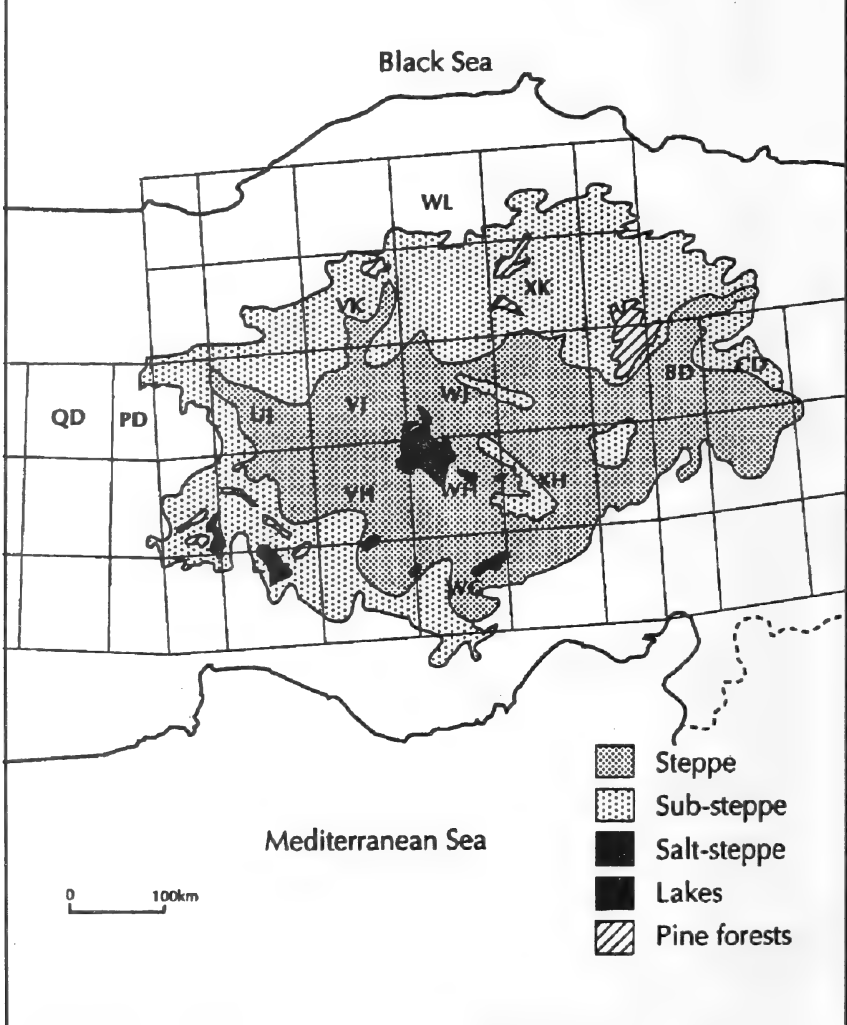 Black Sea
WL
VK
XK
BD
CD
QD
PD
UJ
VJ
WJ
VH
WH
XH
WG
Steppe
Sub-steppe
Salt-steppe
Lakes
Pine forests
Mediterranean Sea
0 100km